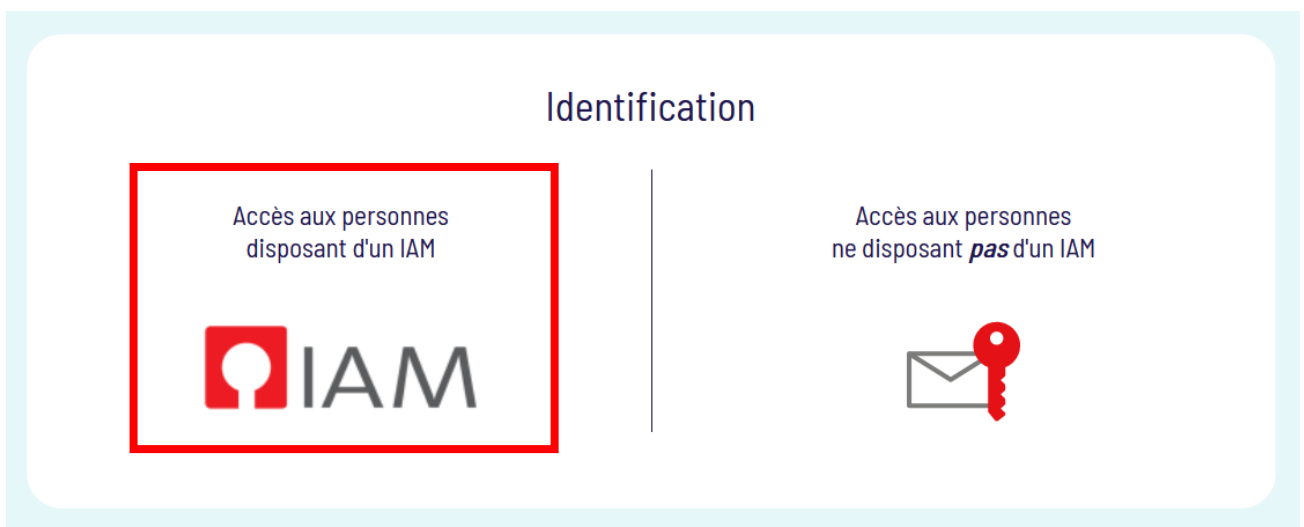 Identification
Accès aux personnes
disposant d'un IAM
IAM
Accès aux personnes
ne disposant pas d'un IAM